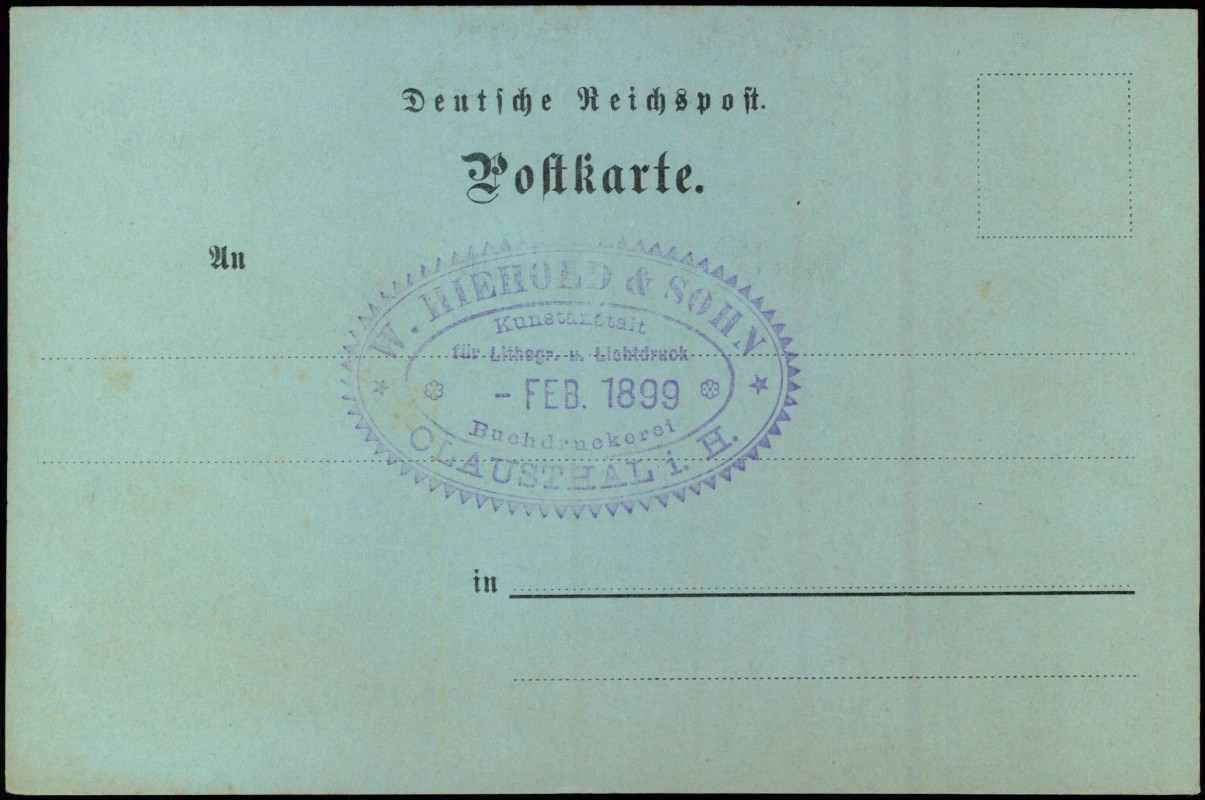 Deutsche Reichspost.
Postkarte.
An
W. HIEHOLD & SOHN
Kunstanstalt
für Lithogr. u. Lichtdruck
- FEB. 1899
Buchdruckerei
CLAUSTHAL i. H.
in